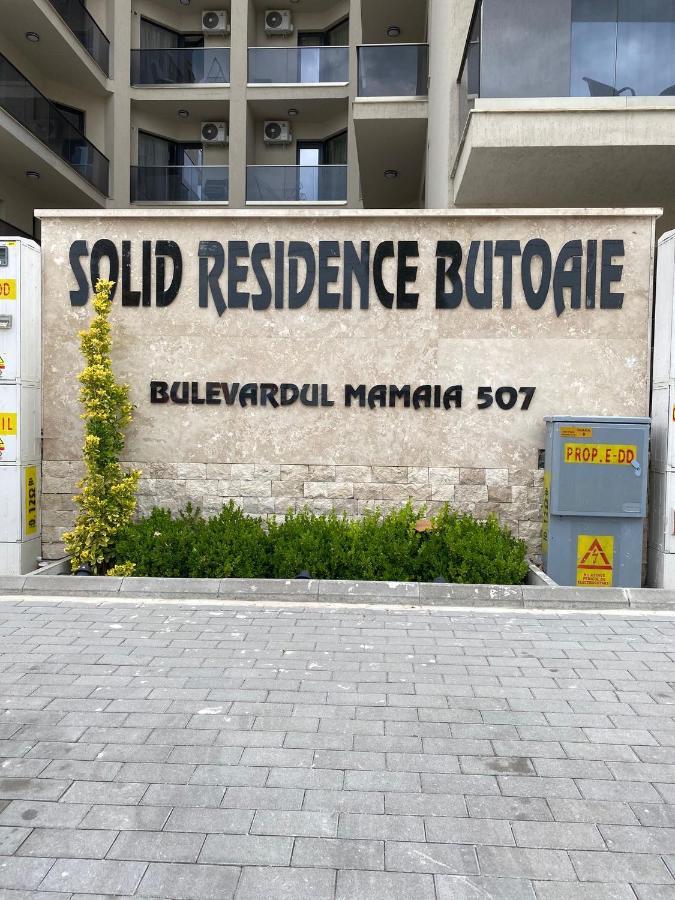 SOLID RESIDENCE BUTOAIE
BULEVARDUL MAMAIA 507
PROP.E-DD